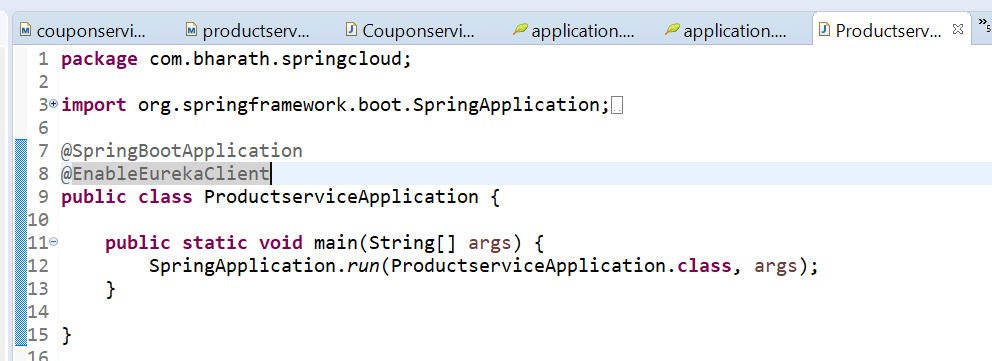 couponservi... productserv... Couponservi... application.... application.... Productserv... »5
1 package com.bharath.springcloud;
2
3 import org.springframework.boot.SpringApplication;
6
7 @SpringBootApplication
8 @EnableEurekaClient
9 public class ProductserviceApplication {
10
11 public static void main(String[] args) {
12 SpringApplication.run(ProductserviceApplication.class, args);
13 }
14
15 }
16